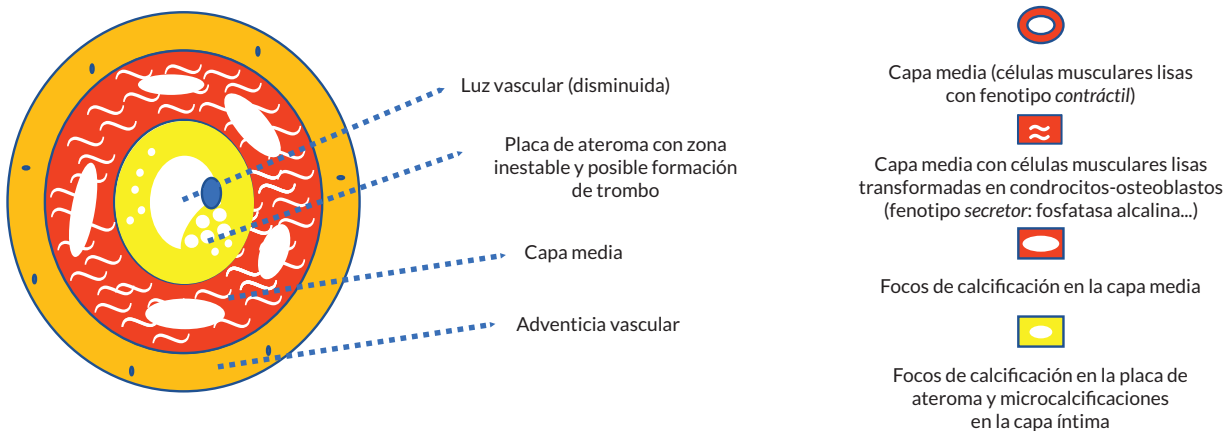 Luz vascular (disminuida)
Placa de ateroma con zona
inestable y posible formación
de trombo
Capa media
Adventicia vascular
Capa media (células musculares lisas
con fenotipo contráctil)
Capa media con células musculares lisas
transformadas en condrocitos-osteoblastos
(fenotipo secretor: fosfatasa alcalina...)
Focos de calcificación en la capa media
Focos de calcificación en la placa de
ateroma y microcalcificaciones
en la capa íntima